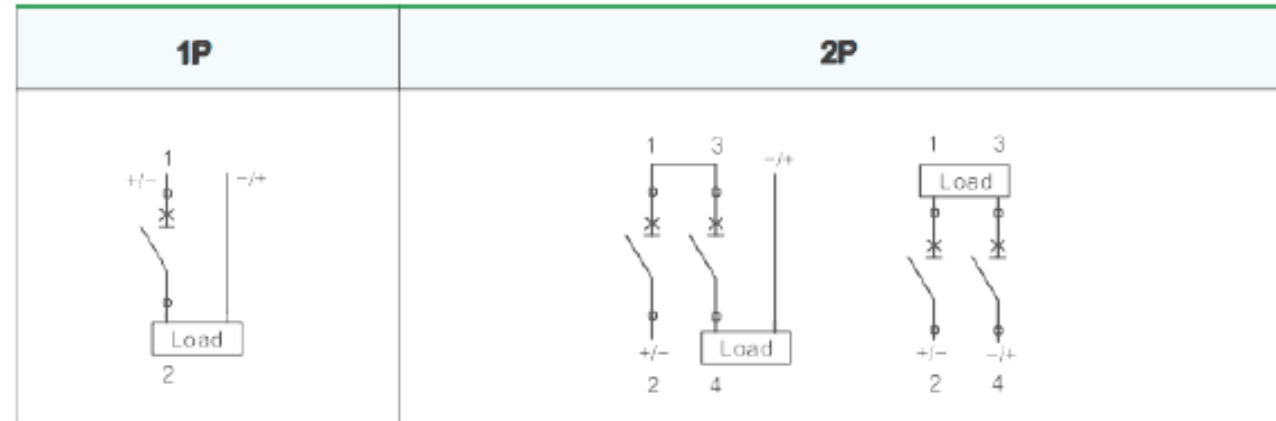 1P 2P
1 1 3 1 3
+/− −/+ −/+ Load
Load +/− Load +/− −/+
2 2 4 2 4